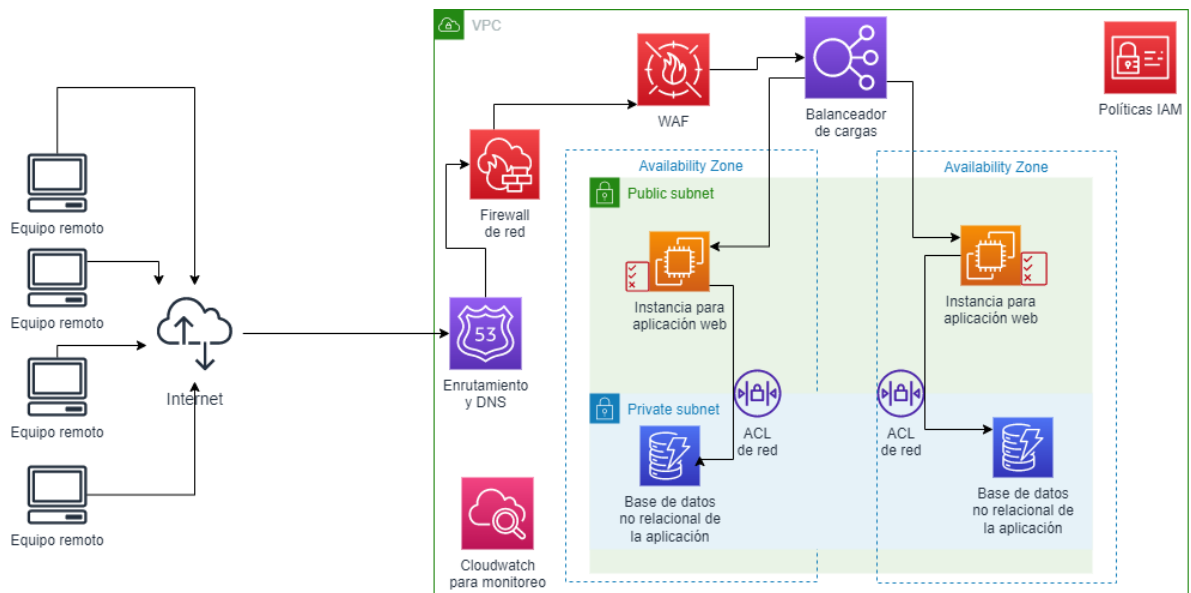 VPC
WAF
Balanceador
de cargas
Políticas IAM
Firewall
de red
Availability Zone
Availability Zone
Public subnet
Equipo remoto
Equipo remoto
Equipo remoto
Equipo remoto
Internet
53
Enrutamiento
y DNS
Instancia para
aplicación web
Instancia para
aplicación web
Private subnet
ACL
de red
ACL
de red
Base de datos
no relacional de
la aplicación
Base de datos
no relacional de
la aplicación
Cloudwatch
para monitoreo